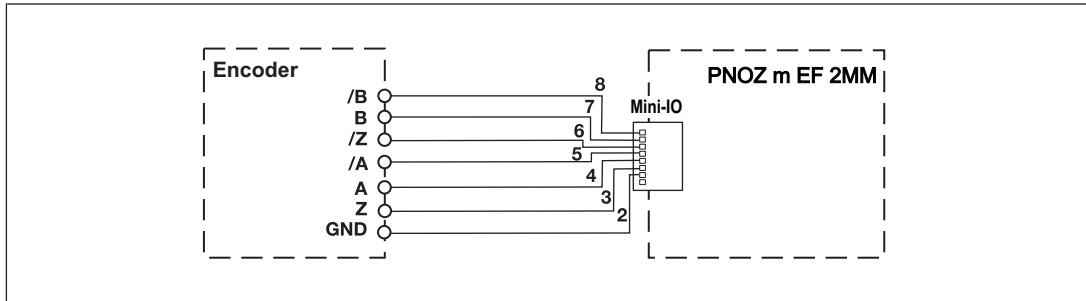 Encoder
PNOZ m EF 2MM
Mini-IO
/B
8
B
7
/Z
6
/A
5
A
4
Z
3
GND
2